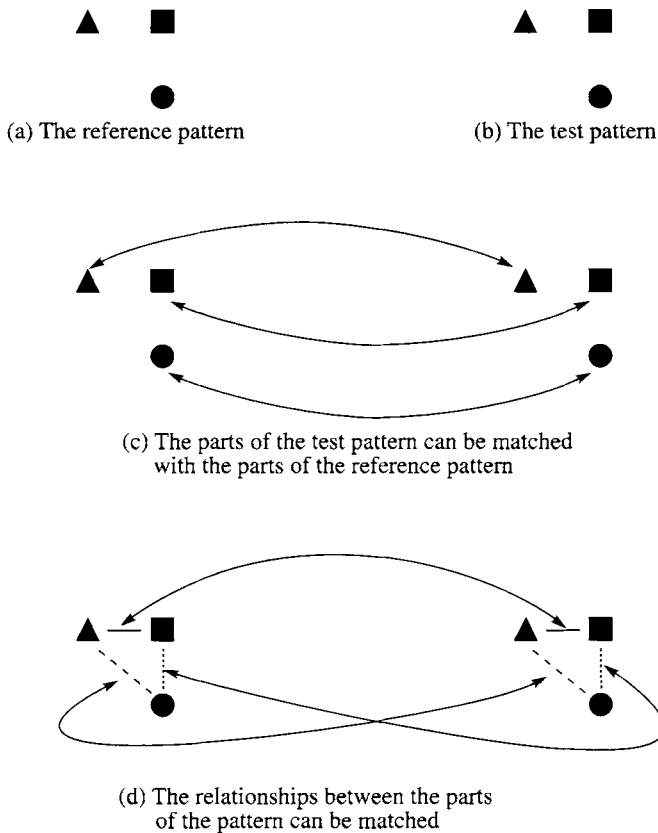 (a) The reference pattern
(b) The test pattern
(c) The parts of the test pattern can be matched
with the parts of the reference pattern
(d) The relationships between the parts
of the pattern can be matched